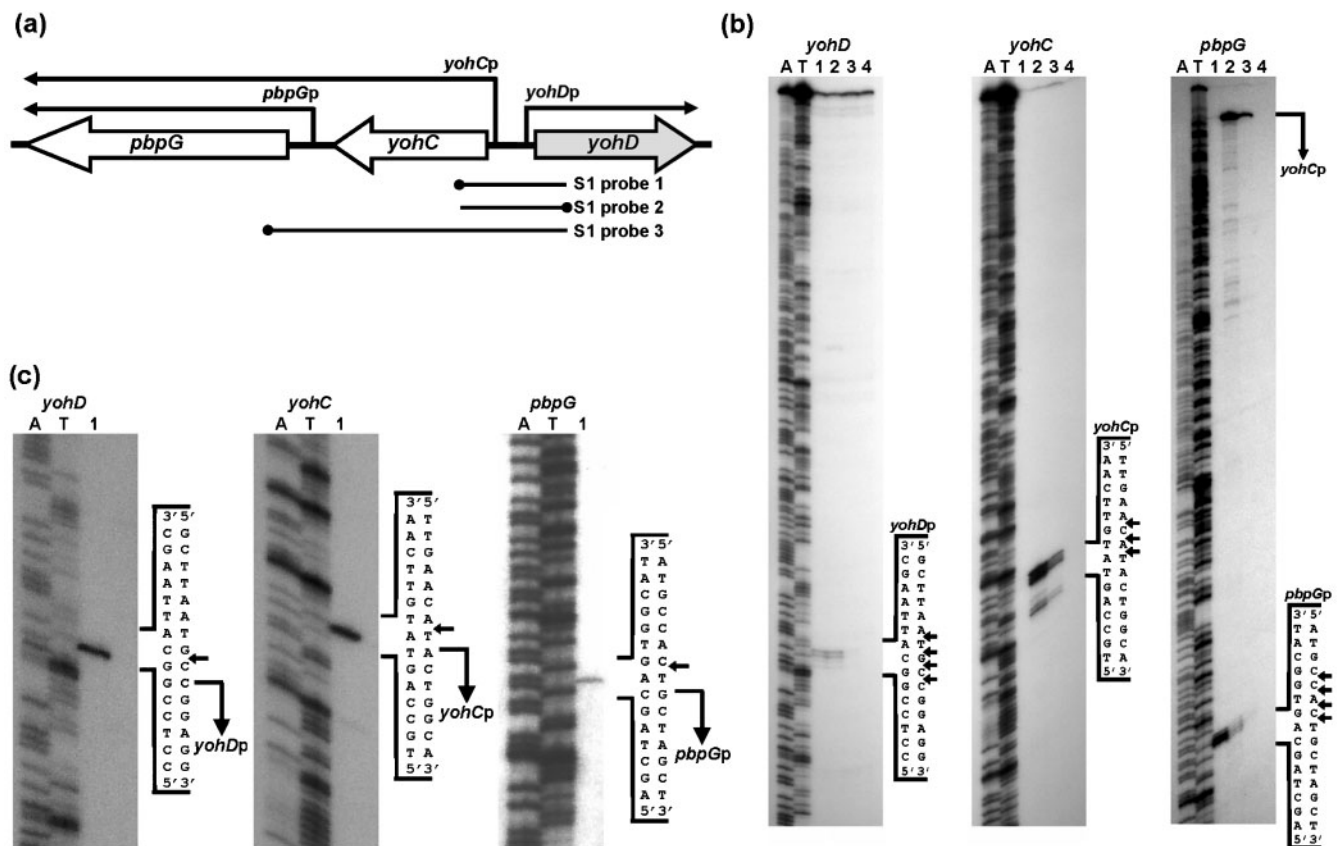 (a)
yohCp
pbpGp
yohDp
pbpG
yohC
yohD
S1 probe 1
S1 probe 2
S1 probe 3
(b)
yohD
A T 1 2 3 4
yohDp
3′5′
C G
G C
A T
A T
T A
T A
A T
C G
G C
G C
C G
C G
T A
C G
C G
5′3′
yohC
A T 1 2 3 4
yohCp
3′5′
A T
A T
C G
T A
T A
G C
T A
A T
T A
G C
A T
C G
C G
G C
T A
5′3′
pbpG
A T 1 2 3 4
yohCp
pbpGp
3′5′
T A
A T
C G
G C
G C
T A
G C
A T
C G
G C
A T
T A
C G
G C
A T
5′3′
(c)
yohD
A T 1
3′5′
C G
G C
A T
A T
T A
T A
A T
C G
G C
G C
C G
C G
T A
C G
C G
5′3′
yohDp
yohC
A T 1
3′5′
A T
A T
C G
T A
T A
G C
T A
A T
T A
G C
A T
C G
C G
G C
T A
5′3′
yohCp
pbpG
A T 1
3′5′
T A
A T
C G
G C
G C
T A
G C
A T
C G
G C
A T
T A
C G
G C
A T
5′3′
pbpGp